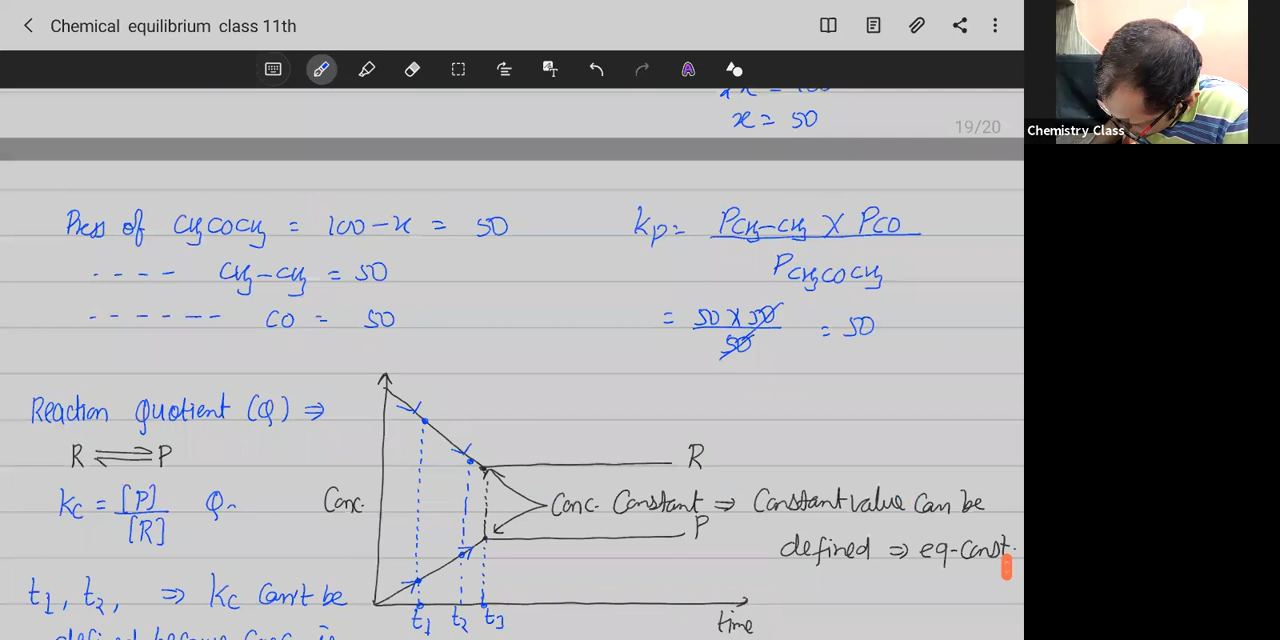 Chemical equilibrium class 11th
Chemistry Class
x = 50
19/20
Press of CH3COCH3 = 100 - x = 50
- - - - CH3-CH3 = 50
- - - - - - CO = 50
kp = PCH3-CH3 X PCO
PCH3COCH3
= 50 X 50
50
= 50
Reaction Quotient (Q) ⇒
R ⇌ P
kc = [P]
[R]
Q
Conc.
R
Conc. Constant ⇒ Constant value can be
P
defined ⇒ eq-const.
t1, t2, ⇒ kc can't be
t1 t2 t3
time